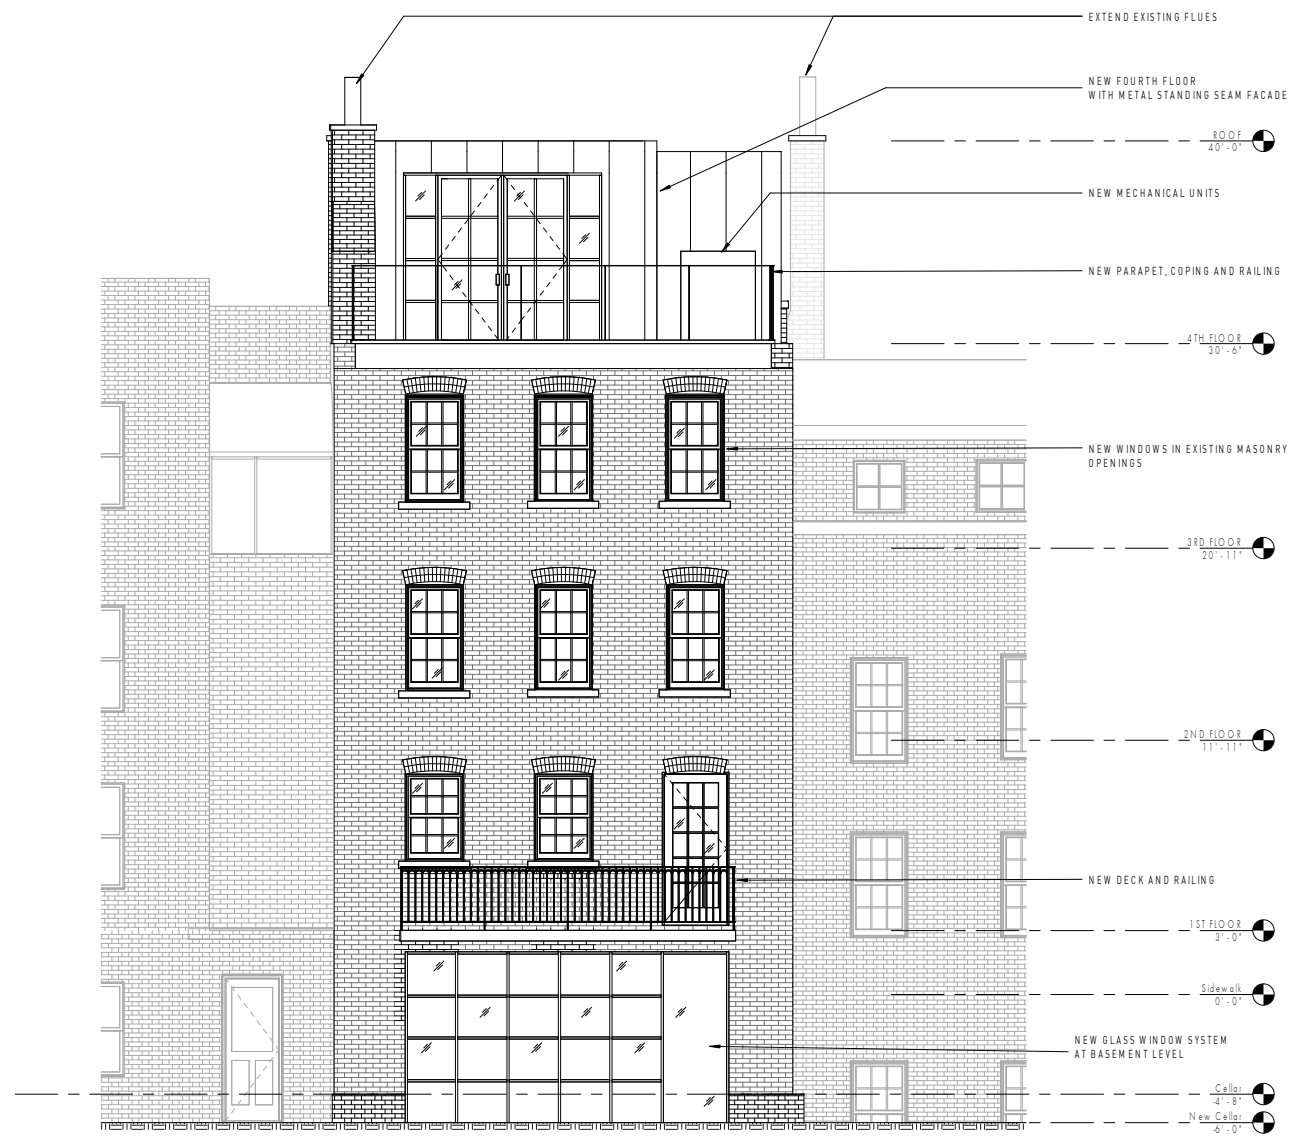 EXTEND EXISTING FLUES
NEW FOURTH FLOOR
WITH METAL STANDING SEAM FACADE
ROOF
40'-0"
NEW MECHANICAL UNITS
NEW PARAPET, COPING AND RAILING
4TH FLOOR
30'-6"
NEW WINDOWS IN EXISTING MASONRY
OPENINGS
3RD FLOOR
20'-11"
2ND FLOOR
11'-11"
NEW DECK AND RAILING
1ST FLOOR
3'-0"
Sidewalk
0'-0"
NEW GLASS WINDOW SYSTEM
AT BASEMENT LEVEL
Cellar
-4'-8"
New Cellar
-6'-0"